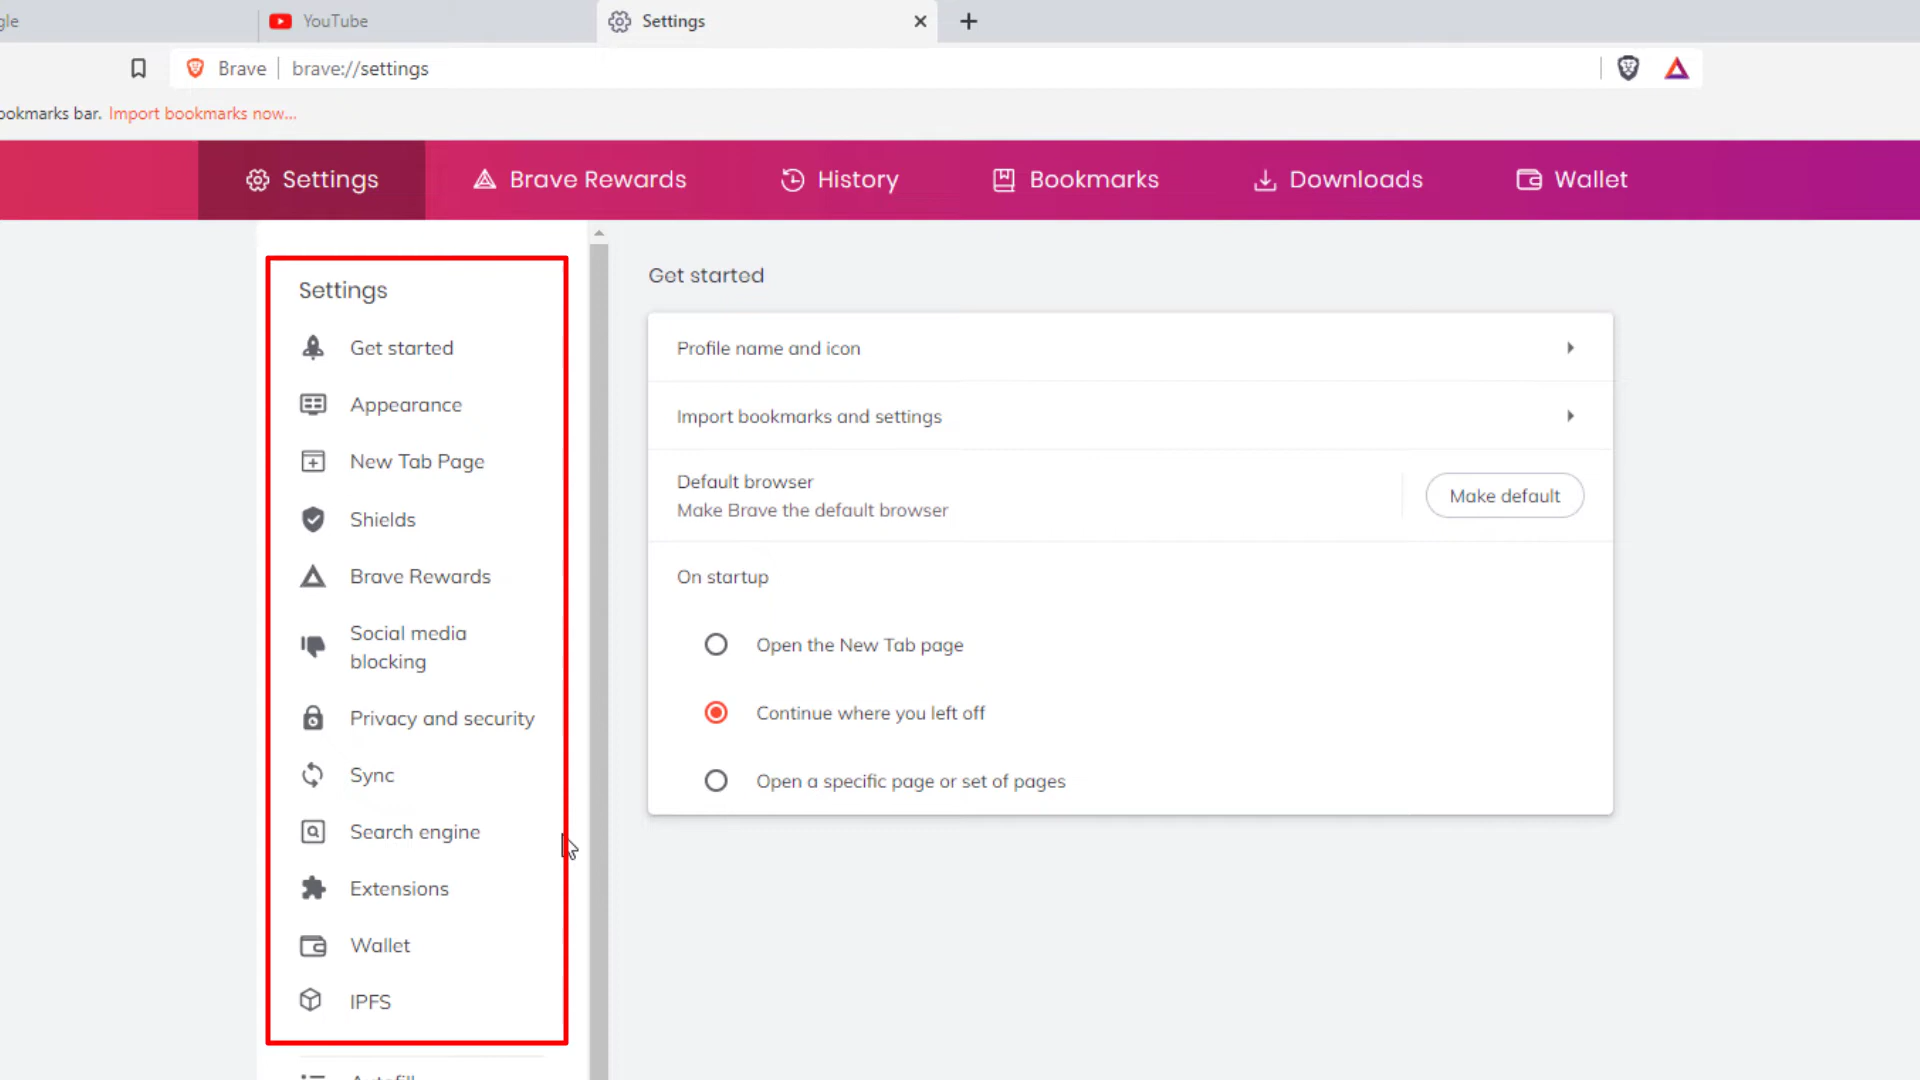 gle
YouTube
Settings
Brave
brave://settings
ookmarks bar. Import bookmarks now...
Settings
Brave Rewards
History
Bookmarks
Downloads
Wallet
Settings
Get started
Appearance
New Tab Page
Shields
Brave Rewards
Social media
blocking
Privacy and security
Sync
Search engine
Extensions
Wallet
IPFS
Autofill
Get started
Profile name and icon
Import bookmarks and settings
Default browser
Make Brave the default browser
Make default
On startup
Open the New Tab page
Continue where you left off
Open a specific page or set of pages